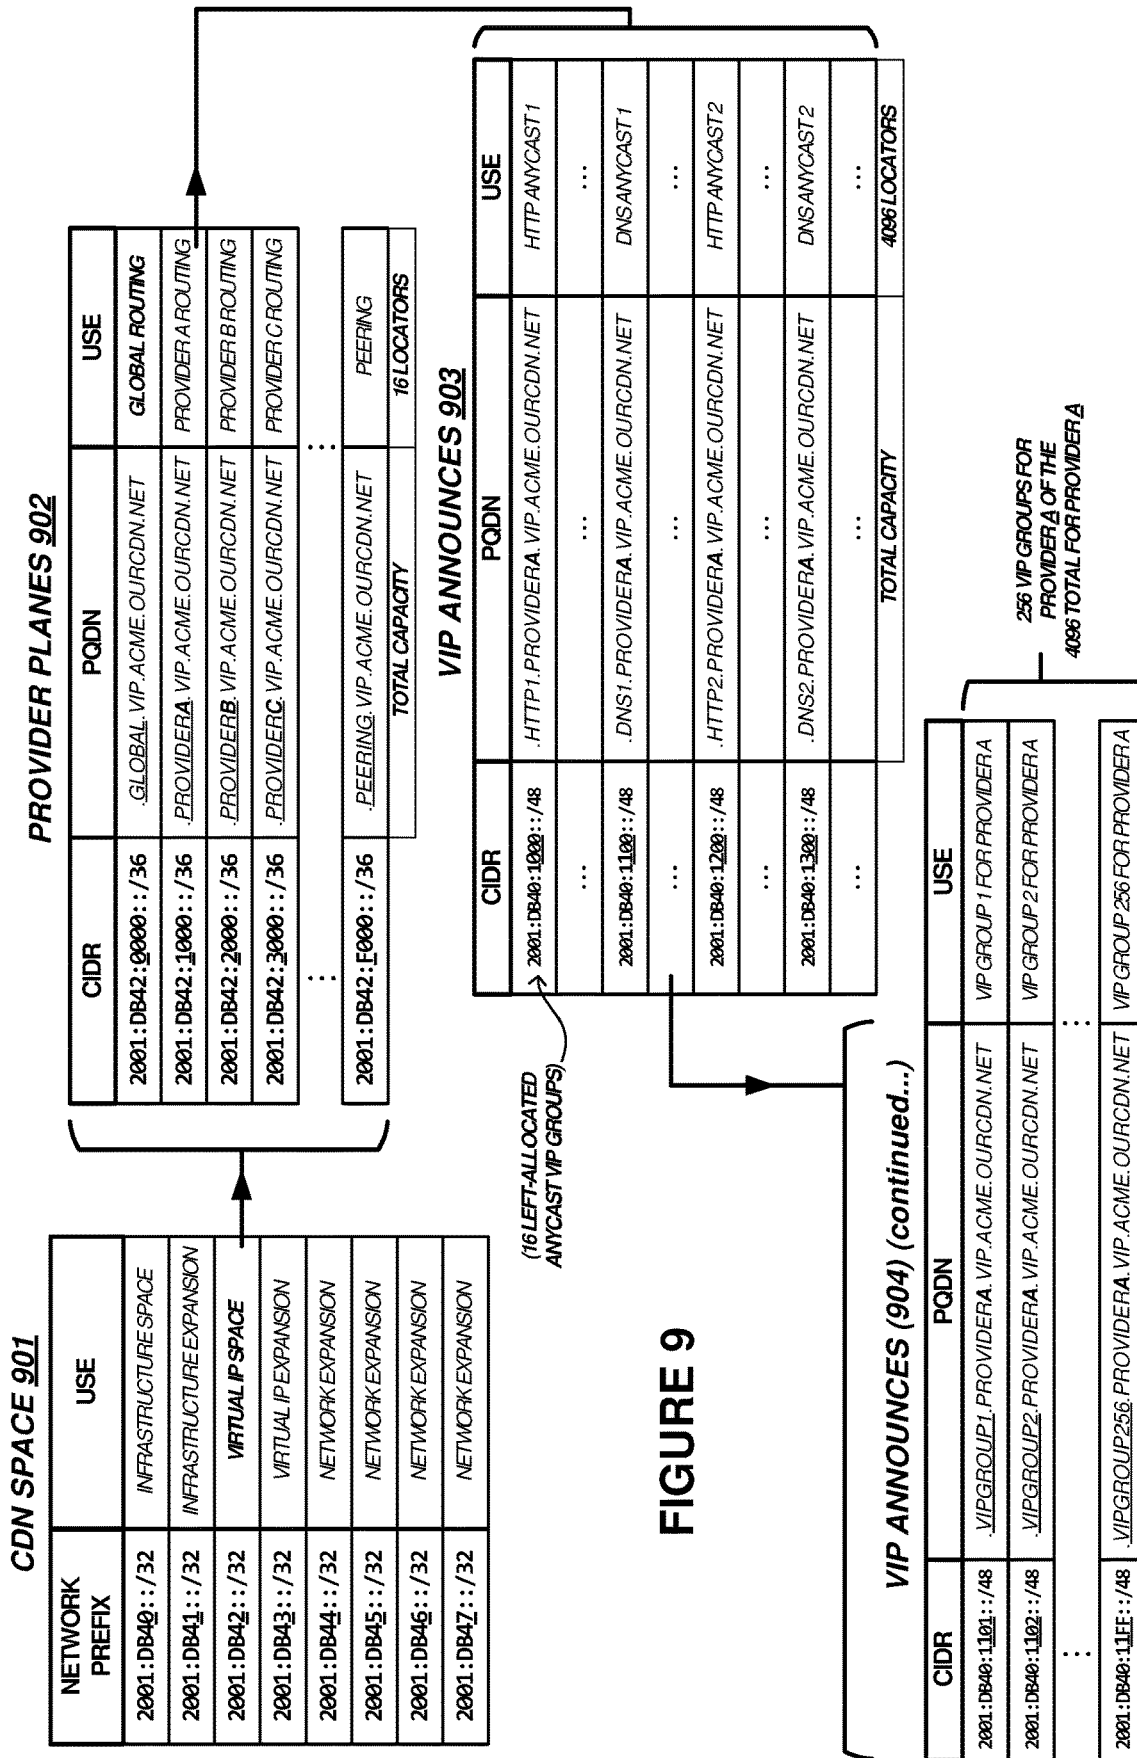 CDN SPACE 901
NETWORK PREFIX USE
2001:DB40::/32 INFRASTRUCTURE SPACE
2001:DB41::/32 INFRASTRUCTURE EXPANSION
2001:DB42::/32 VIRTUAL IP SPACE
2001:DB43::/32 VIRTUAL IP EXPANSION
2001:DB44::/32 NETWORK EXPANSION
2001:DB45::/32 NETWORK EXPANSION
2001:DB46::/32 NETWORK EXPANSION
2001:DB47::/32 NETWORK EXPANSION
PROVIDER PLANES 902
CIDR PQDN USE
2001:DB42:0000::/36 .GLOBAL.VIP.ACME.OURCDN.NET GLOBAL ROUTING
2001:DB42:1000::/36 .PROVIDERA.VIP.ACME.OURCDN.NET PROVIDER A ROUTING
2001:DB42:2000::/36 .PROVIDERB.VIP.ACME.OURCDN.NET PROVIDER B ROUTING
2001:DB42:3000::/36 .PROVIDERC.VIP.ACME.OURCDN.NET PROVIDER C ROUTING
... ...
2001:DB42:F000::/36 .PEERING.VIP.ACME.OURCDN.NET PEERING
TOTAL CAPACITY 16 LOCATORS
VIP ANNOUNCES 903
CIDR PQDN USE
2001:DB40:1000::/48 .HTTP1.PROVIDERA.VIP.ACME.OURCDN.NET HTTP ANYCAST 1
... ... ...
2001:DB40:1100::/48 .DNS1.PROVIDERA.VIP.ACME.OURCDN.NET DNS ANYCAST 1
... ... ...
2001:DB40:1200::/48 .HTTP2.PROVIDERA.VIP.ACME.OURCDN.NET HTTP ANYCAST 2
... ... ...
2001:DB40:1300::/48 .DNS2.PROVIDERA.VIP.ACME.OURCDN.NET DNS ANYCAST 2
... ... ...
TOTAL CAPACITY 4096 LOCATORS
(16 LEFT-ALLOCATED
ANYCAST VIP GROUPS)
FIGURE 9
VIP ANNOUNCES (904) (continued...)
CIDR PQDN USE
2001:DB40:1101::/48 .VIPGROUP1.PROVIDERA.VIP.ACME.OURCDN.NET VIP GROUP 1 FOR PROVIDER A
2001:DB40:1102::/48 .VIPGROUP2.PROVIDERA.VIP.ACME.OURCDN.NET VIP GROUP 2 FOR PROVIDER A
... ...
2001:DB40:11FF::/48 .VIPGROUP256.PROVIDERA.VIP.ACME.OURCDN.NET VIP GROUP 256 FOR PROVIDER A
256 VIP GROUPS FOR
PROVIDER A OF THE
4096 TOTAL FOR PROVIDER A